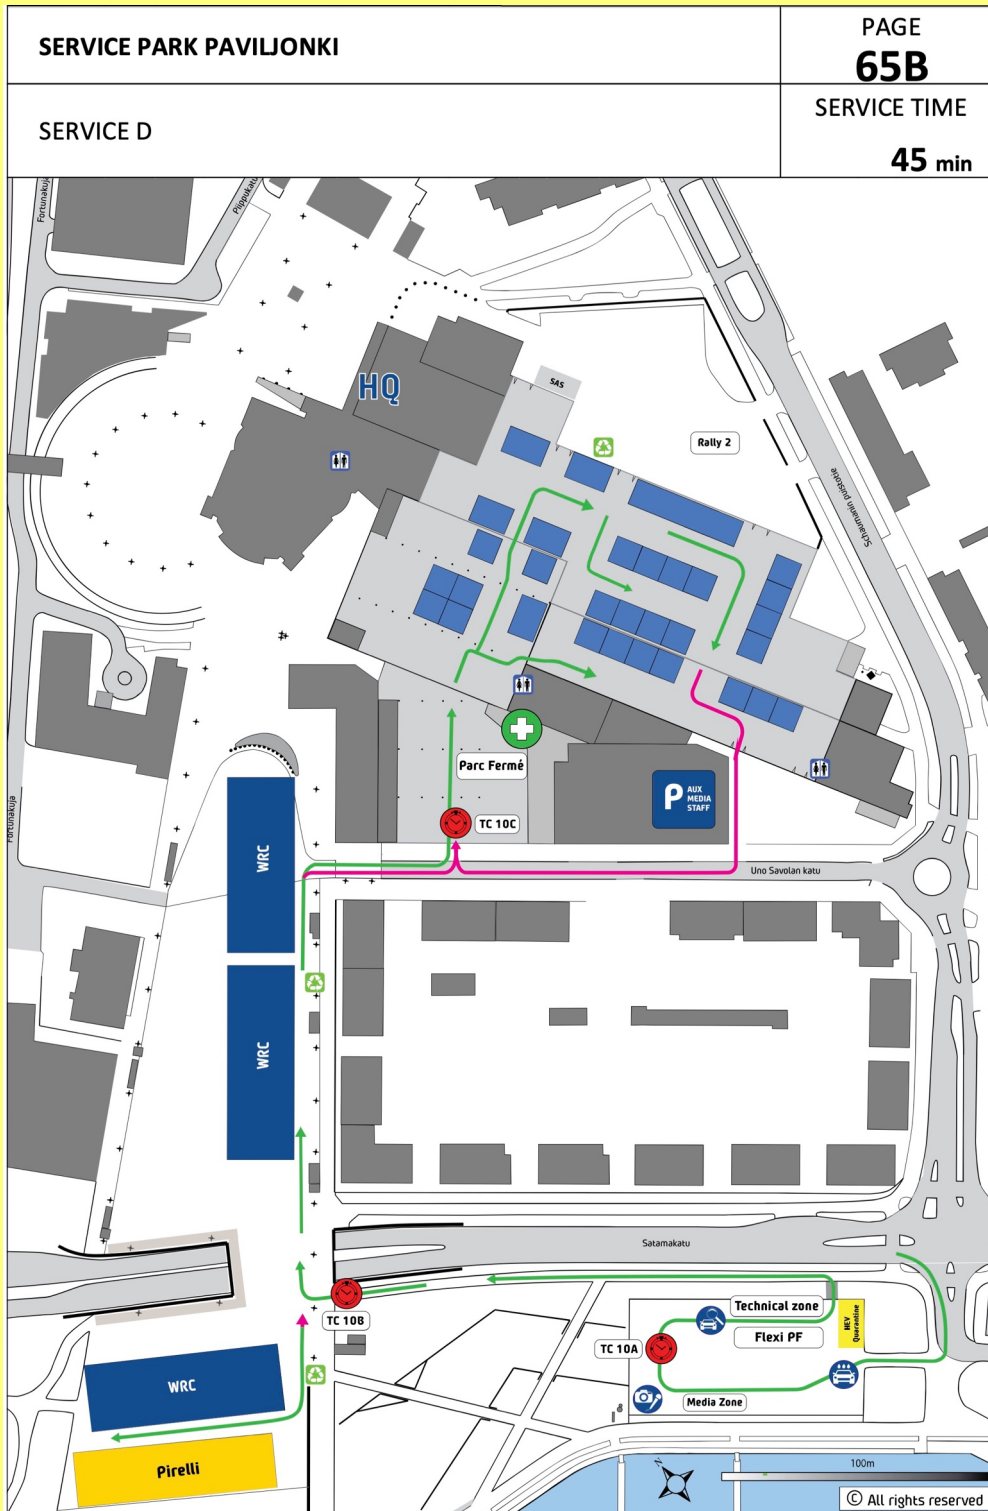 SERVICE PARK PAVILJONKI
PAGE
65B
SERVICE D
SERVICE TIME
45 min
Fortunakuja
Piippukatu
HQ
SAS
Rally 2
Schaumanin puistotie
Parc Fermé
P AUX
MEDIA
STAFF
TC 10C
Fortunakuja
WRC
Uno Savolan katu
WRC
Satamakatu
TC 10B
Technical zone
HEV
Quarantine
Flexi PF
TC 10A
WRC
Media Zone
Pirelli
N
100m
© All rights reserved